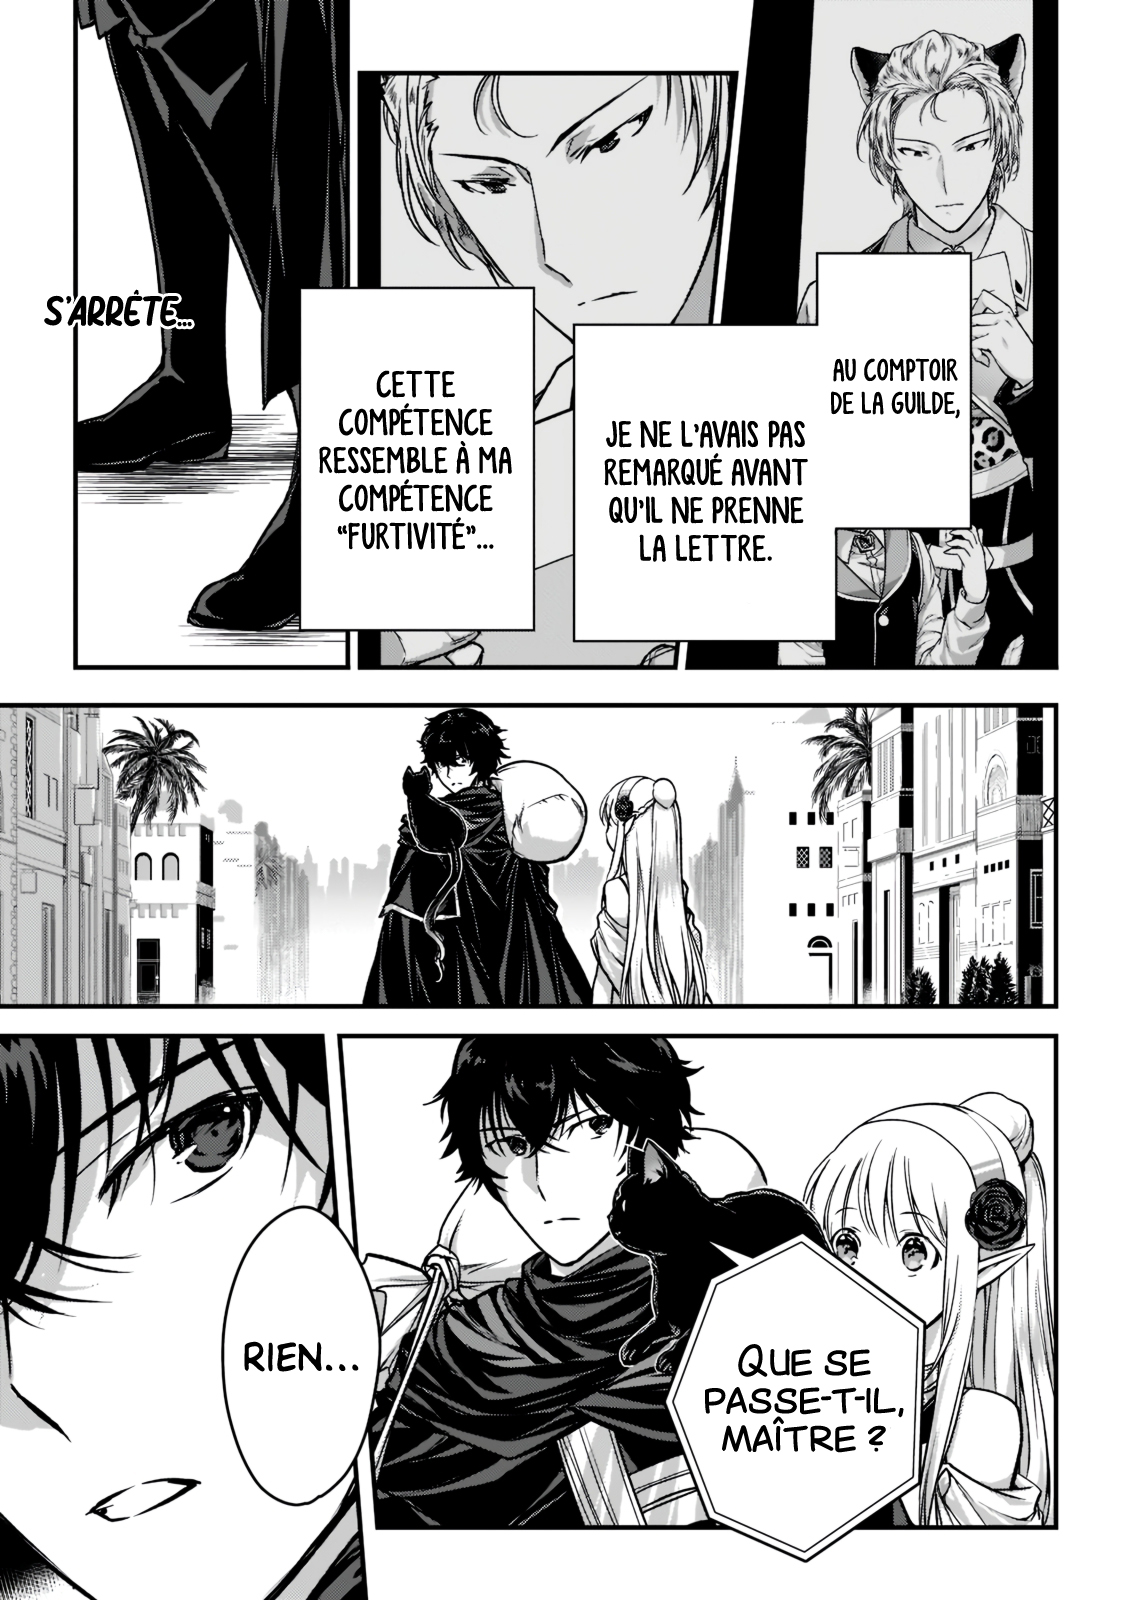 AU COMPTOIR
DE LA GUILDE,
JE NE L'AVAIS PAS
REMARQUÉ AVANT
QU'IL NE PRENNE
LA LETTRE.
CETTE
COMPÉTENCE
RESSEMBLE À MA
COMPÉTENCE
“FURTIVITÉ”...
S'ARRÊTE...
QUE SE
PASSE-T-IL,
MAÎTRE ?
RIEN...